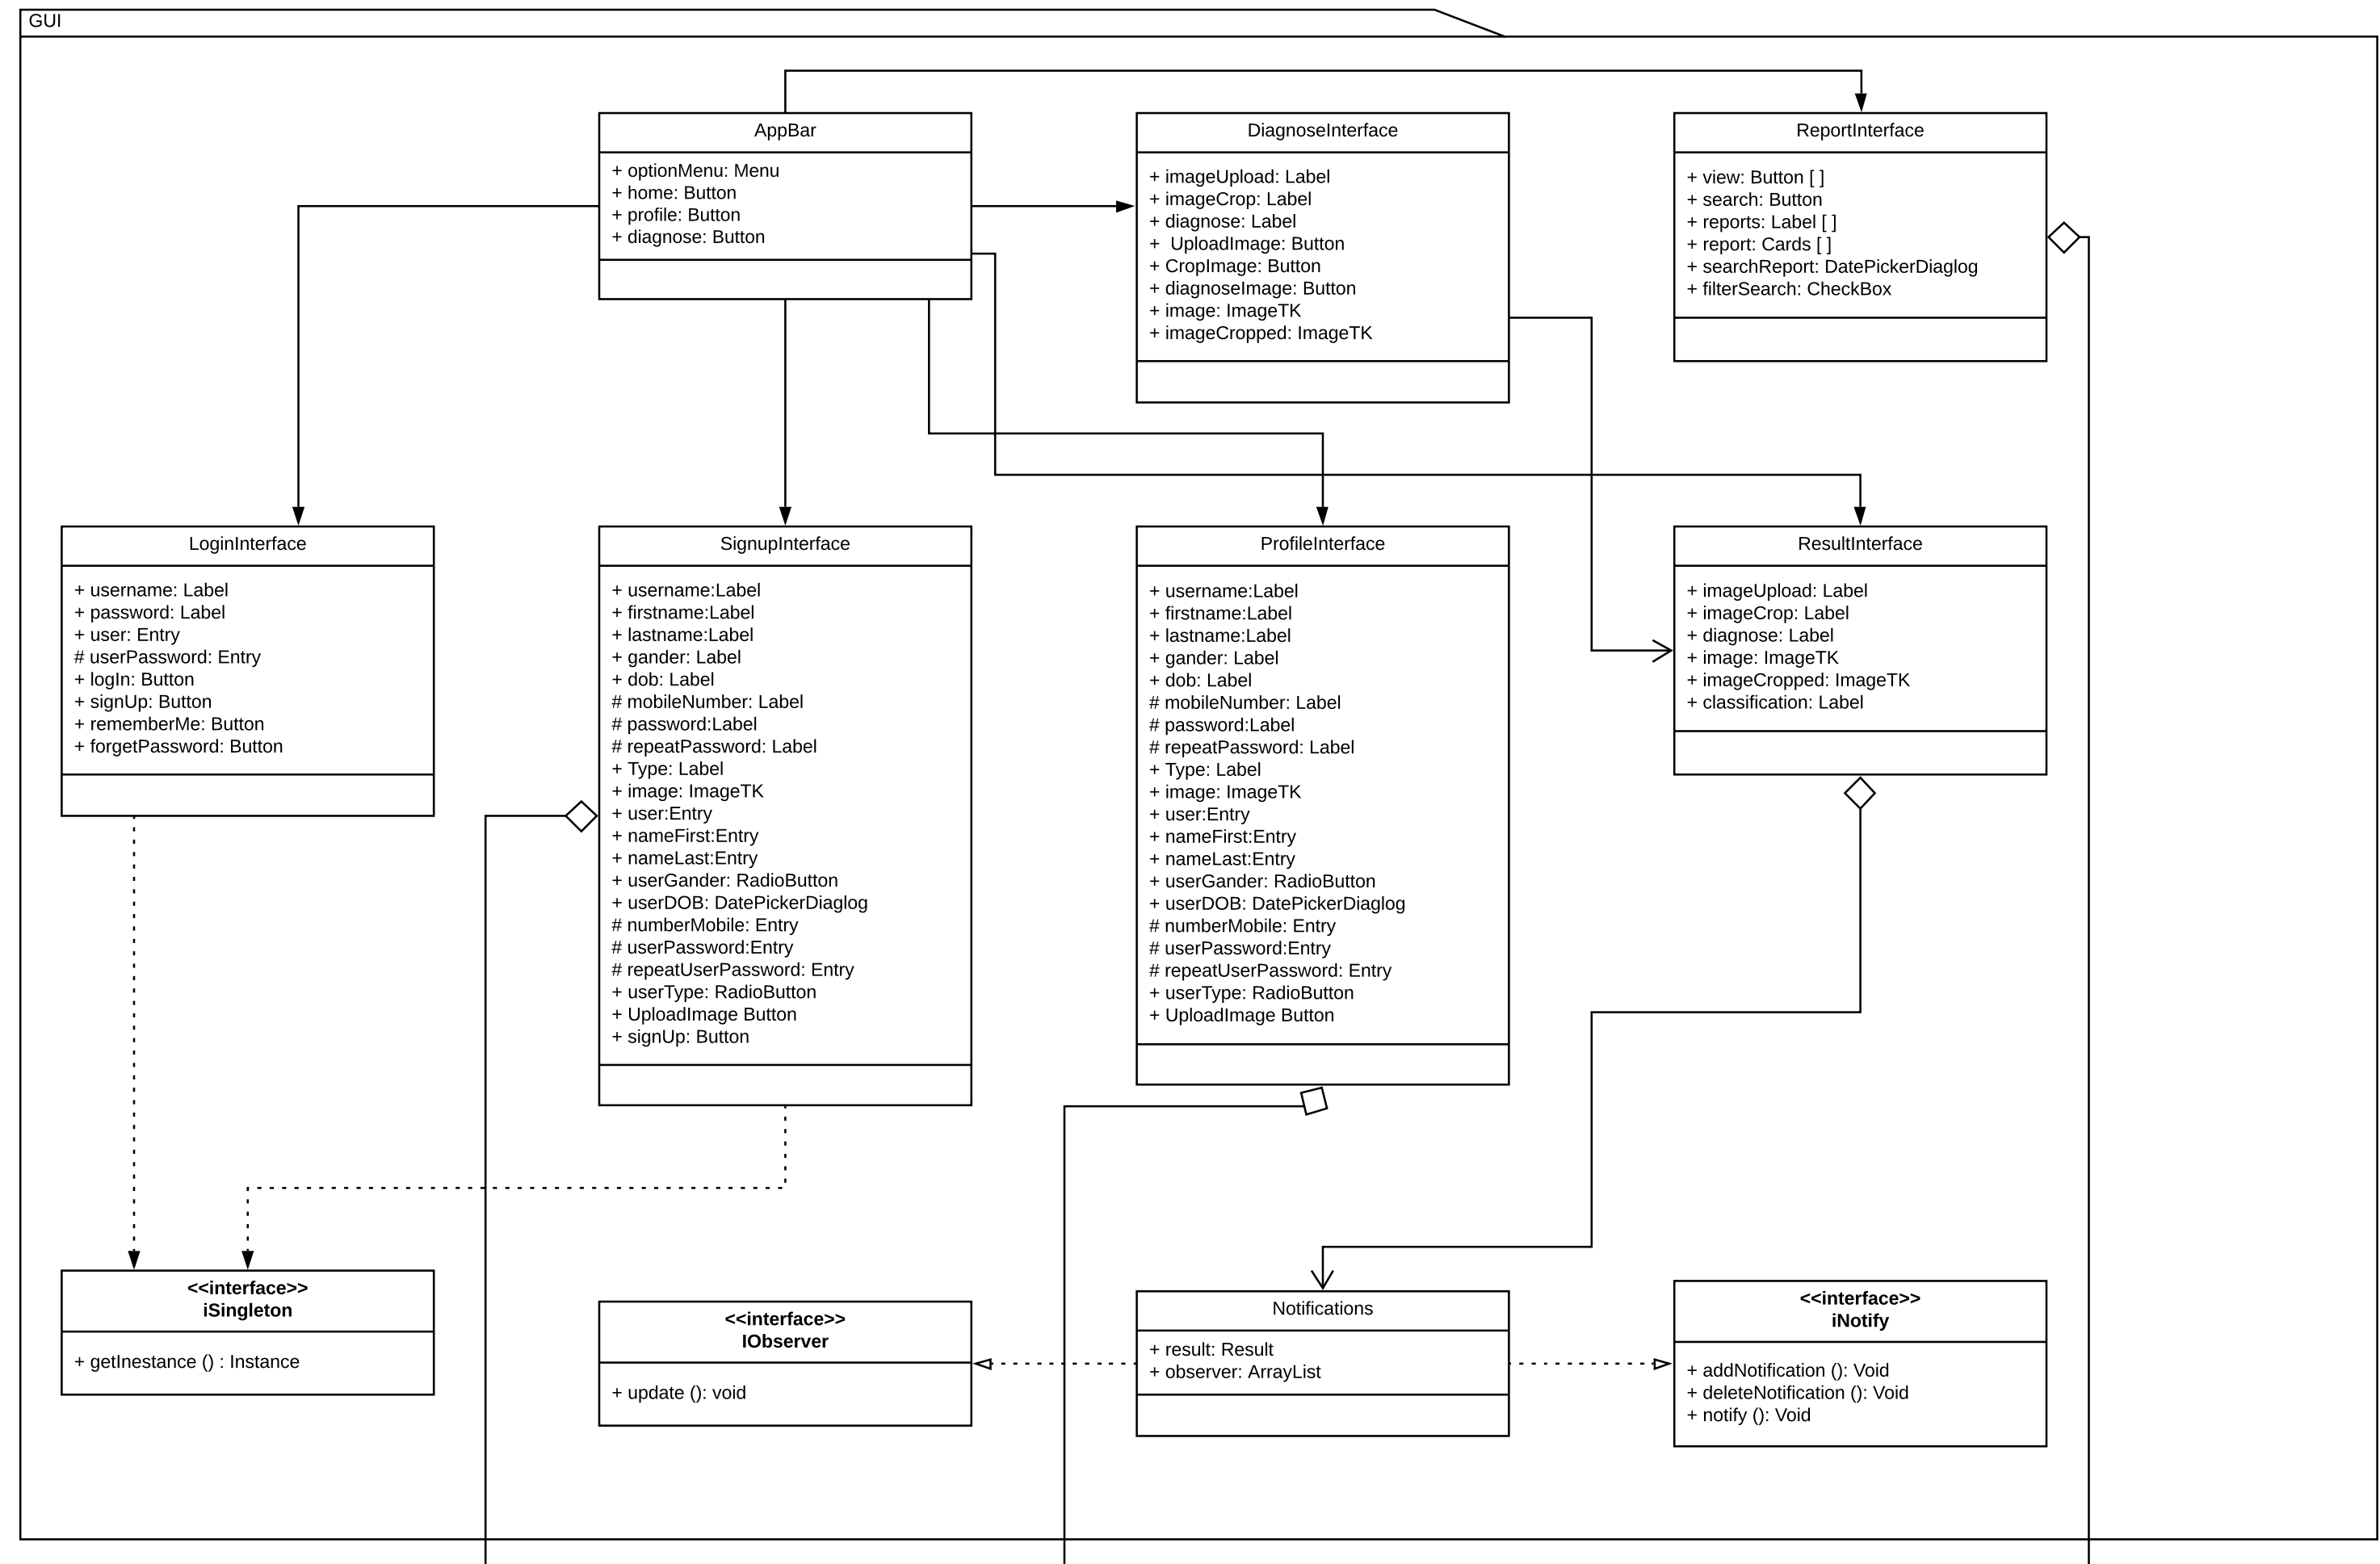 GUI
AppBar
+ optionMenu: Menu
+ home: Button
+ profile: Button
+ diagnose: Button
DiagnoseInterface
+ imageUpload: Label
+ imageCrop: Label
+ diagnose: Label
+  UploadImage: Button
+ CropImage: Button
+ diagnoseImage: Button
+ image: ImageTK
+ imageCropped: ImageTK
ReportInterface
+ view: Button [ ]
+ search: Button
+ reports: Label [ ]
+ report: Cards [ ]
+ searchReport: DatePickerDiaglog
+ filterSearch: CheckBox
LoginInterface
+ username: Label
+ password: Label
+ user: Entry
# userPassword: Entry
+ logIn: Button
+ signUp: Button
+ rememberMe: Button
+ forgetPassword: Button
SignupInterface
+ username:Label
+ firstname:Label
+ lastname:Label
+ gander: Label
+ dob: Label
# mobileNumber: Label
# password:Label
# repeatPassword: Label
+ Type: Label
+ image: ImageTK
+ user:Entry
+ nameFirst:Entry
+ nameLast:Entry
+ userGander: RadioButton
+ userDOB: DatePickerDiaglog
# numberMobile: Entry
# userPassword:Entry
# repeatUserPassword: Entry
+ userType: RadioButton
+ UploadImage Button
+ signUp: Button
ProfileInterface
+ username:Label
+ firstname:Label
+ lastname:Label
+ gander: Label
+ dob: Label
# mobileNumber: Label
# password:Label
# repeatPassword: Label
+ Type: Label
+ image: ImageTK
+ user:Entry
+ nameFirst:Entry
+ nameLast:Entry
+ userGander: RadioButton
+ userDOB: DatePickerDiaglog
# numberMobile: Entry
# userPassword:Entry
# repeatUserPassword: Entry
+ userType: RadioButton
+ UploadImage Button
ResultInterface
+ imageUpload: Label
+ imageCrop: Label
+ diagnose: Label
+ image: ImageTK
+ imageCropped: ImageTK
+ classification: Label
<<interface>>
iSingleton
+ getInestance () : Instance
<<interface>>
IObserver
+ update (): void
Notifications
+ result: Result
+ observer: ArrayList
<<interface>>
iNotify
+ addNotification (): Void
+ deleteNotification (): Void
+ notify (): Void